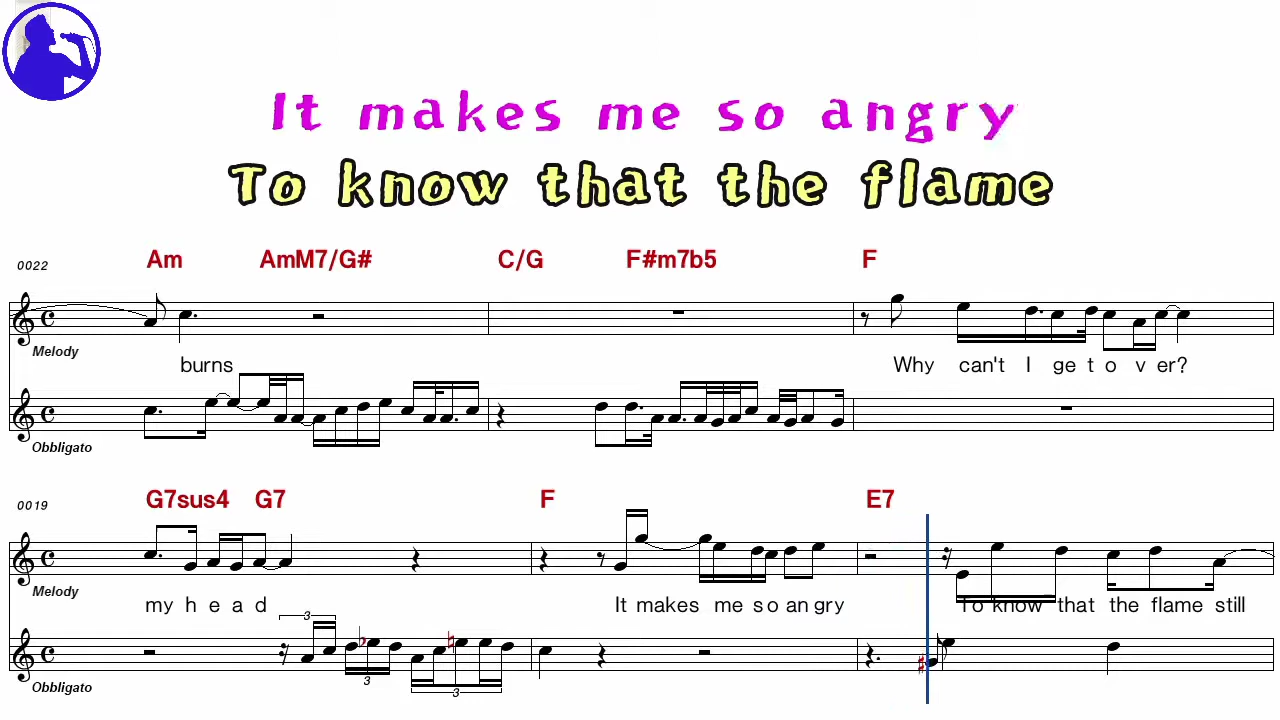 It makes me so angry
To know that the flame
0022 Am AmM7/G# C/G F#m7b5 F
Melody
burns Why can't I ge t o v er?
Obbligato
0019 G7sus4 G7 F E7
Melody
my h e a d It makes me s o an gry To know that the flame still
3
3 3
Obbligato